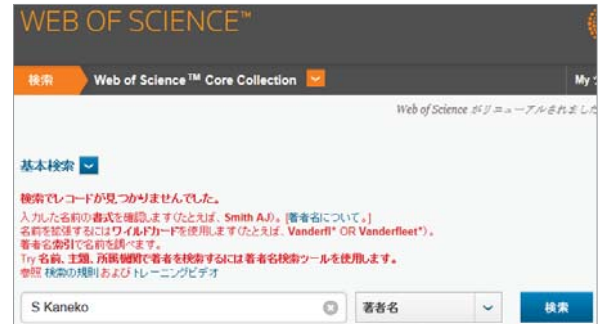 WEB OF SCIENCE™
検索 Web of Science™ Core Collection My
Web of Science がリニューアルされました
基本検索
検索でレコードが見つかりませんでした。
入力した名前の書式を確認します(たとえば、Smith AJ)。[著者名について。]
名前を拡張するにはワイルドカードを使用します(たとえば、Vanderfl* OR Vanderfleet*)。
著者名索引で名前を調べます。
Try 名前、主題、所属機関で著者を検索するには著者名検索ツールを使用します。
参照 検索の規則 および トレーニングビデオ
S Kaneko 著者名 検索